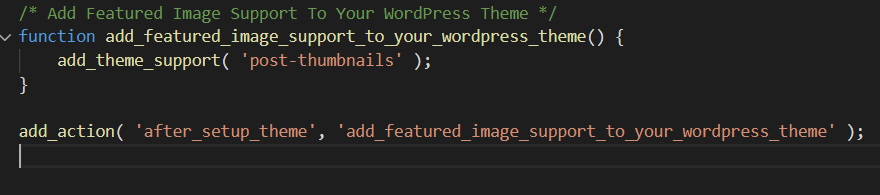 /* Add Featured Image Support To Your WordPress Theme */
function add_featured_image_support_to_your_wordpress_theme() {
    add_theme_support( 'post-thumbnails' );
}
add_action( 'after_setup_theme', 'add_featured_image_support_to_your_wordpress_theme' );